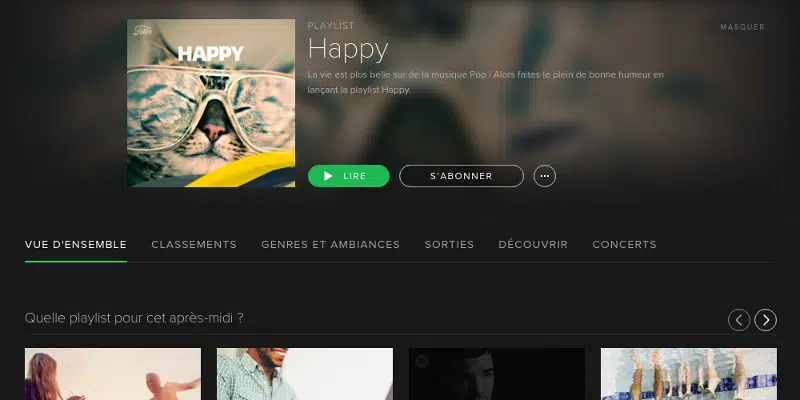 PLAYLIST
MASQUER
Filtr
HAPPY
Happy
La vie est plus belle sur de la musique Pop ! Alors faites le plein de bonne humeur en
lançant la playlist Happy.
LIRE
S'ABONNER
VUE D'ENSEMBLE CLASSEMENTS GENRES ET AMBIANCES SORTIES DÉCOUVRIR CONCERTS
Quelle playlist pour cet après-midi ?